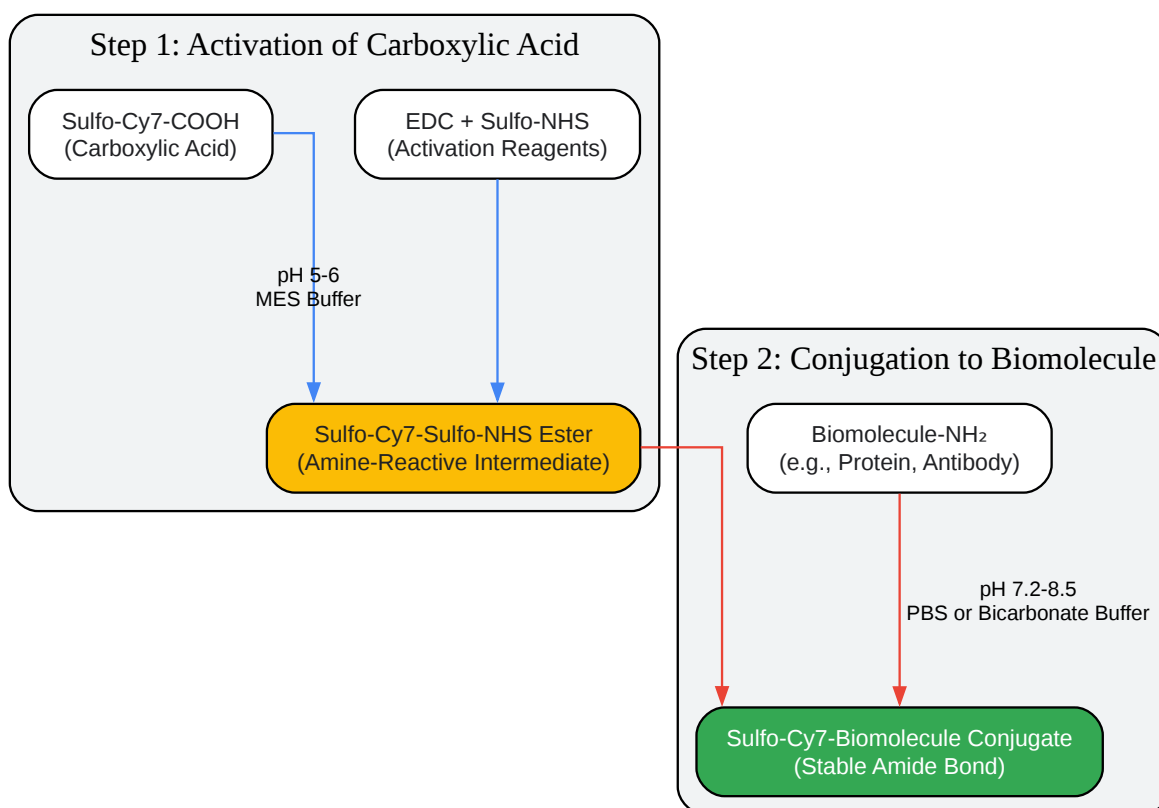 Step 1: Activation of Carboxylic Acid
Sulfo-Cy7-COOH
(Carboxylic Acid)
EDC + Sulfo-NHS
(Activation Reagents)
pH 5-6
MES Buffer
Sulfo-Cy7-Sulfo-NHS Ester
(Amine-Reactive Intermediate)
Step 2: Conjugation to Biomolecule
Biomolecule-NH₂
(e.g., Protein, Antibody)
pH 7.2-8.5
PBS or Bicarbonate Buffer
Sulfo-Cy7-Biomolecule Conjugate
(Stable Amide Bond)